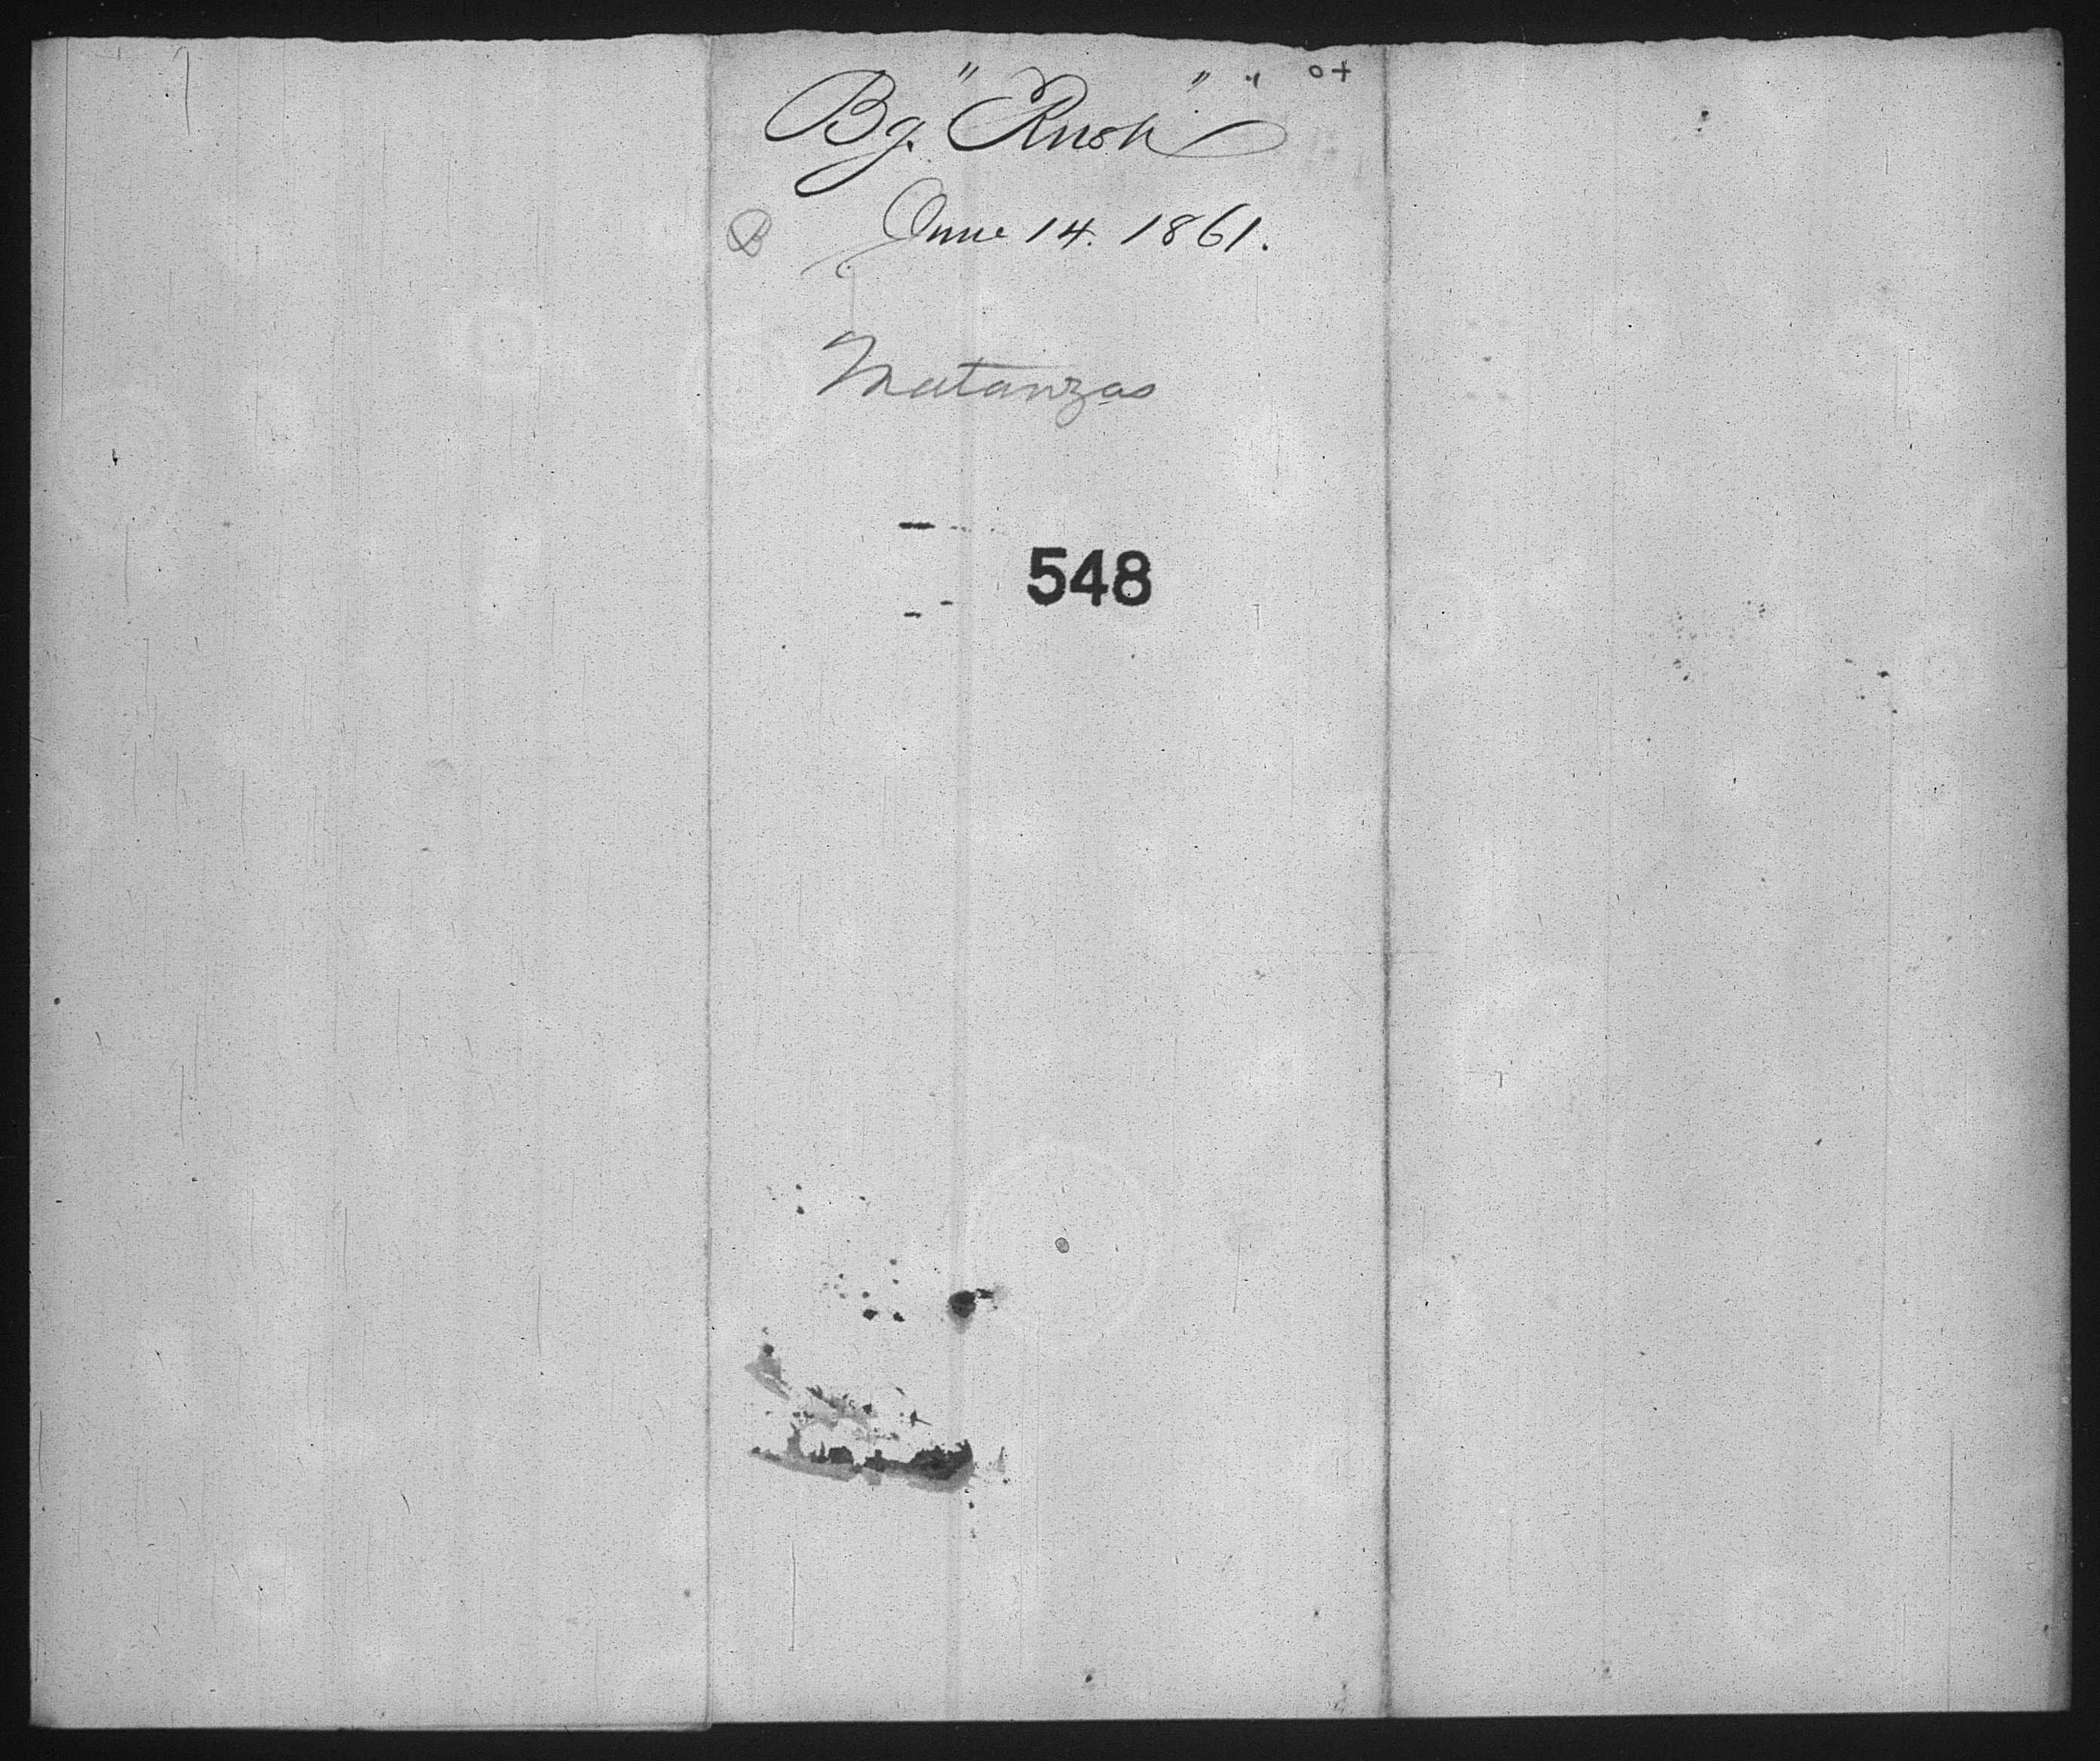 Bg. "Rush"
June 14. 1861.
B
Matanzas
548